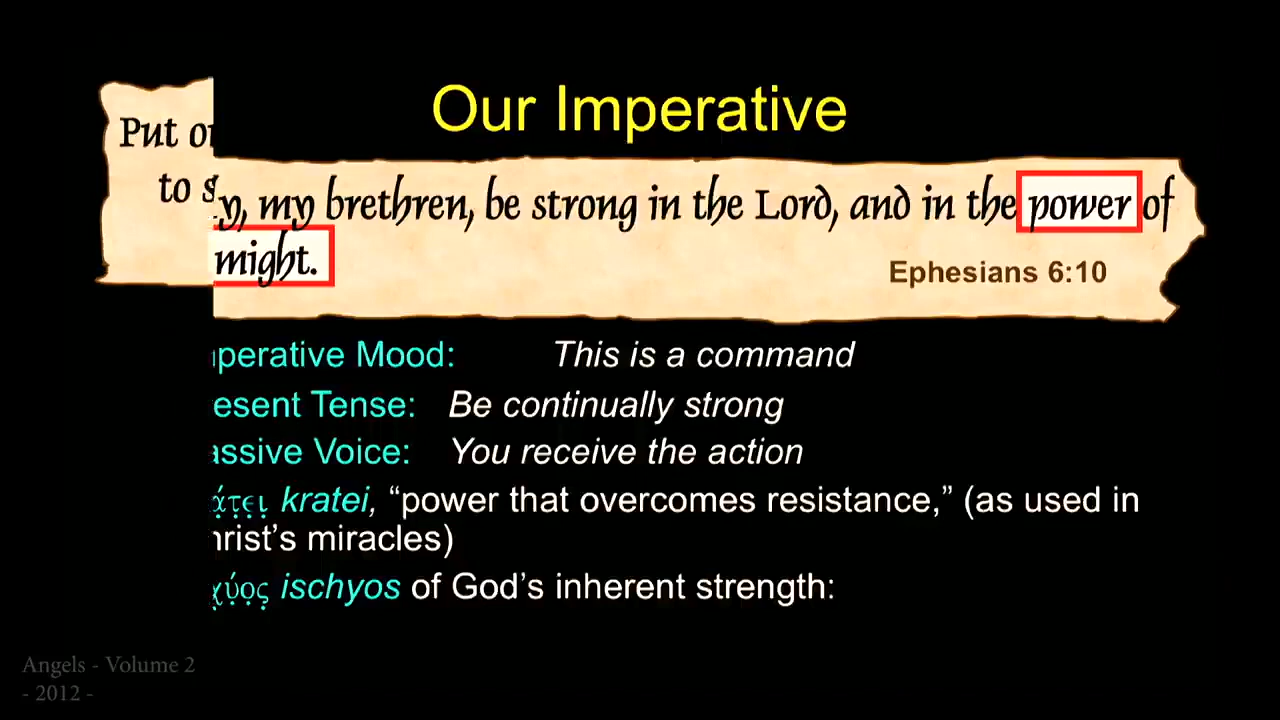 Our Imperative
Put
to
my brethren, be strong in the Lord, and in the power of
might.
Ephesians 6:10
perative Mood: This is a command
esent Tense: Be continually strong
assive Voice: You receive the action
άτει kratei, “power that overcomes resistance,” (as used in
hrist’s miracles)
χύος ischyos of God’s inherent strength:
Angels - Volume 2
- 2012 -